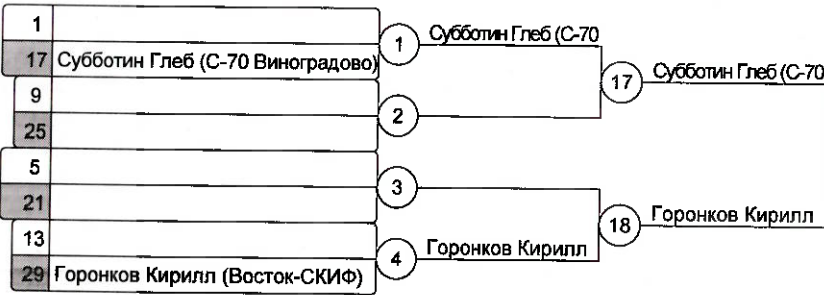 1
17 Субботин Глеб (С-70 Виноградово)
1 Субботин Глеб (С-70
17 Субботин Глеб (С-70
9
25
2
5
21
3
18 Горонков Кирилл
13
29 Горонков Кирилл (Восток-СКИФ)
4 Горонков Кирилл